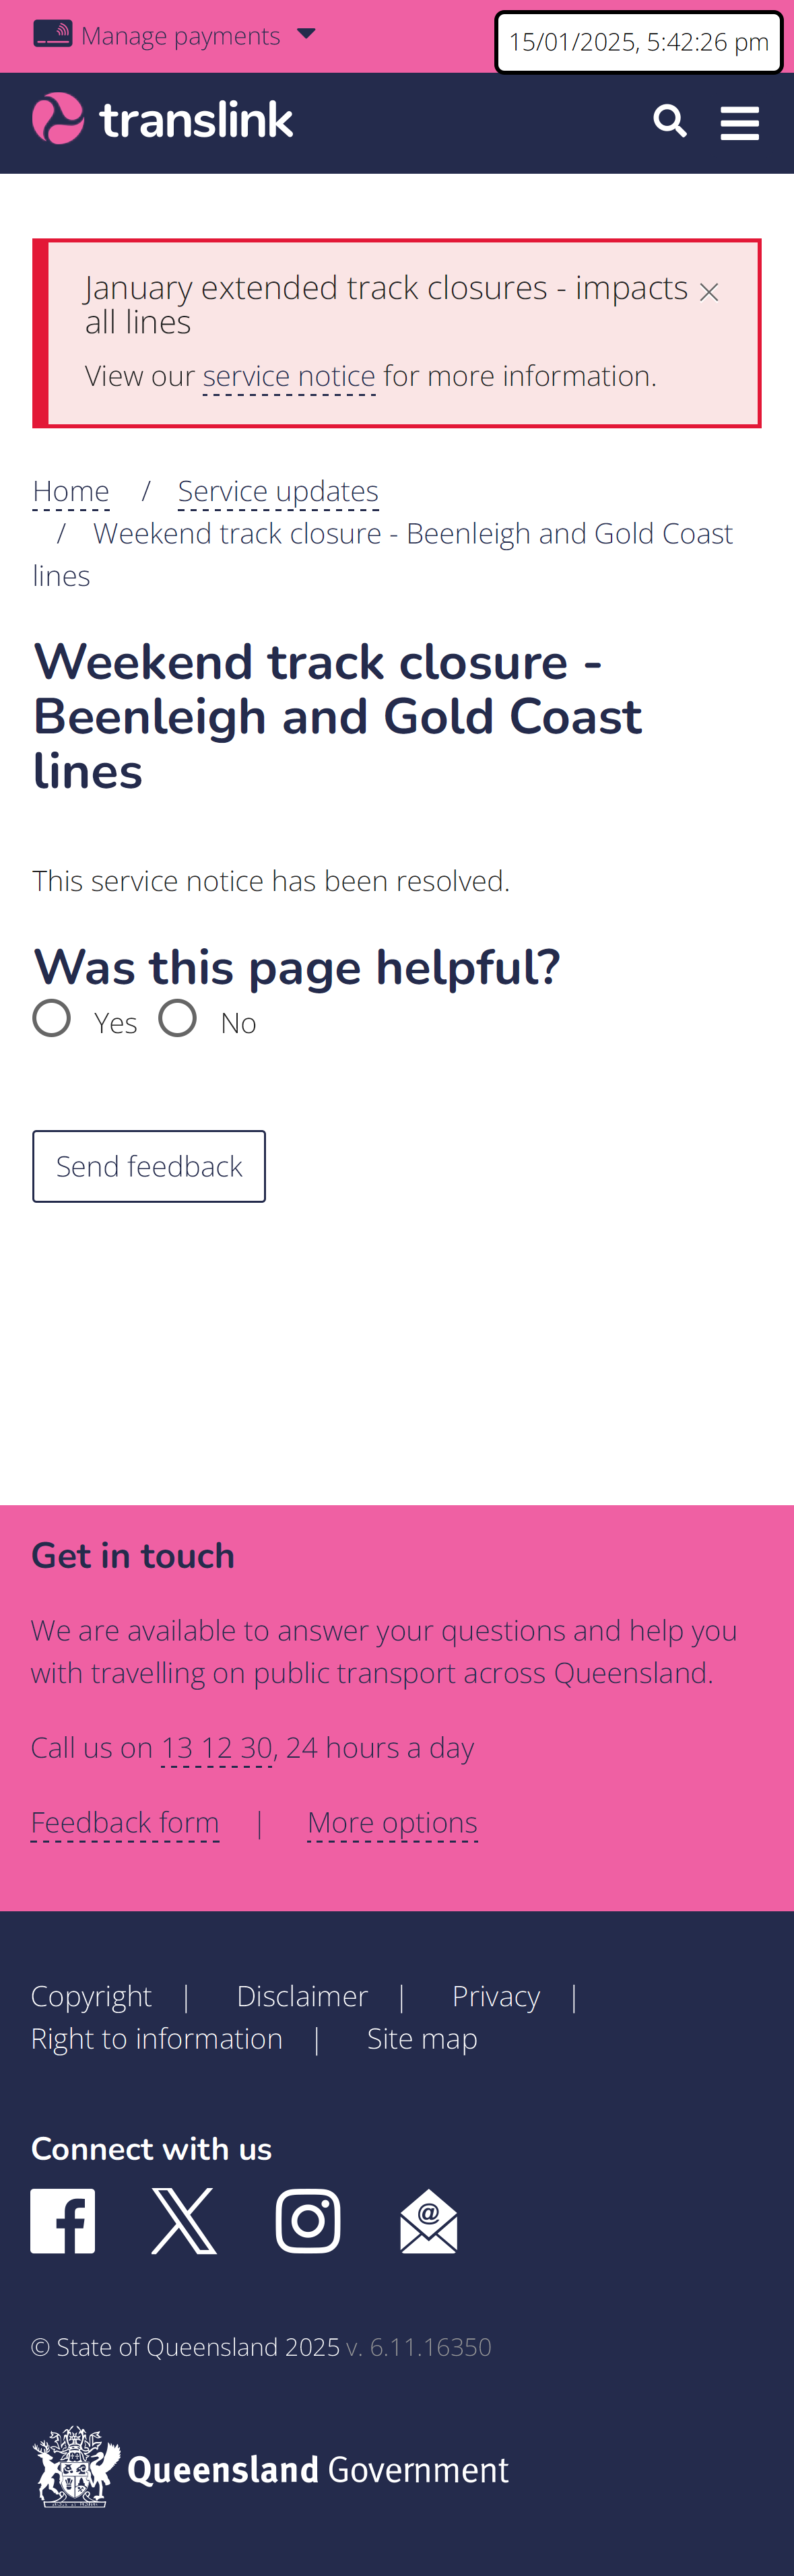 Manage payments
15/01/2025, 5:42:26 pm
translink
January extended track closures - impacts
all lines
View our service notice for more information.
Home / Service updates
/ Weekend track closure - Beenleigh and Gold Coast
lines
Weekend track closure -
Beenleigh and Gold Coast
lines
This service notice has been resolved.
Was this page helpful?
Yes No
Send feedback
Get in touch
We are available to answer your questions and help you
with travelling on public transport across Queensland.
Call us on 13 12 30, 24 hours a day
Feedback form | More options
Copyright | Disclaimer | Privacy |
Right to information | Site map
Connect with us
@
© State of Queensland 2025 v. 6.11.16350
Queensland Government